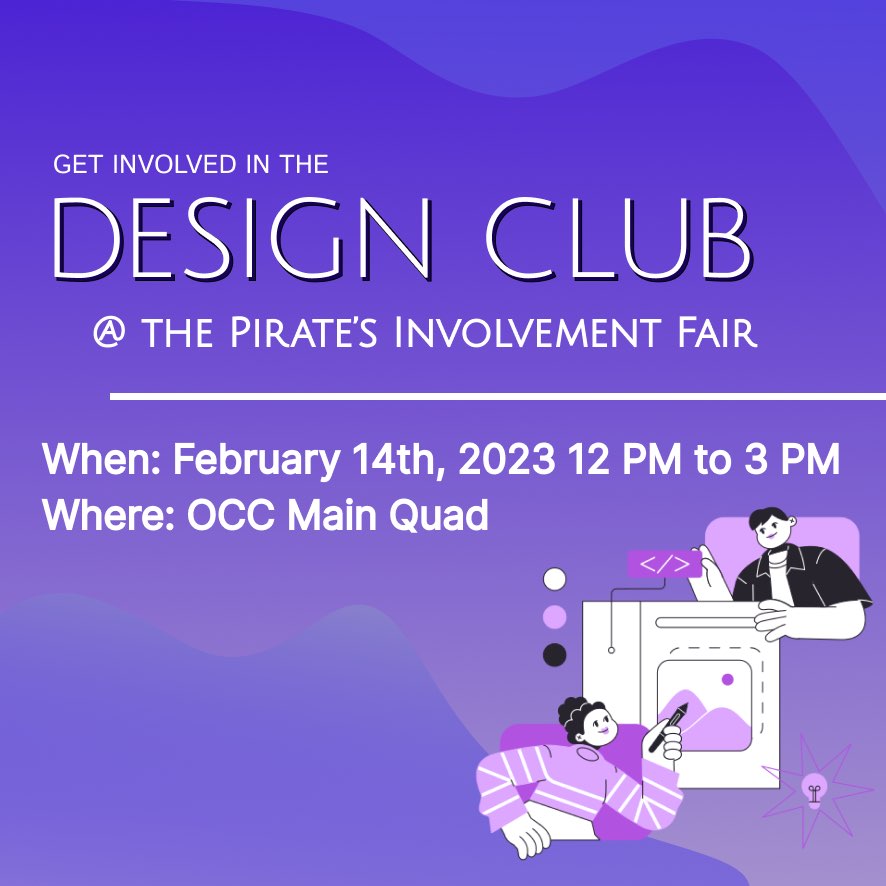 GET INVOLVED IN THE
DESIGN CLUB
@ THE PIRATE'S INVOLVEMENT FAIR
When: February 14th, 2023 12 PM to 3 PM
Where: OCC Main Quad
</>